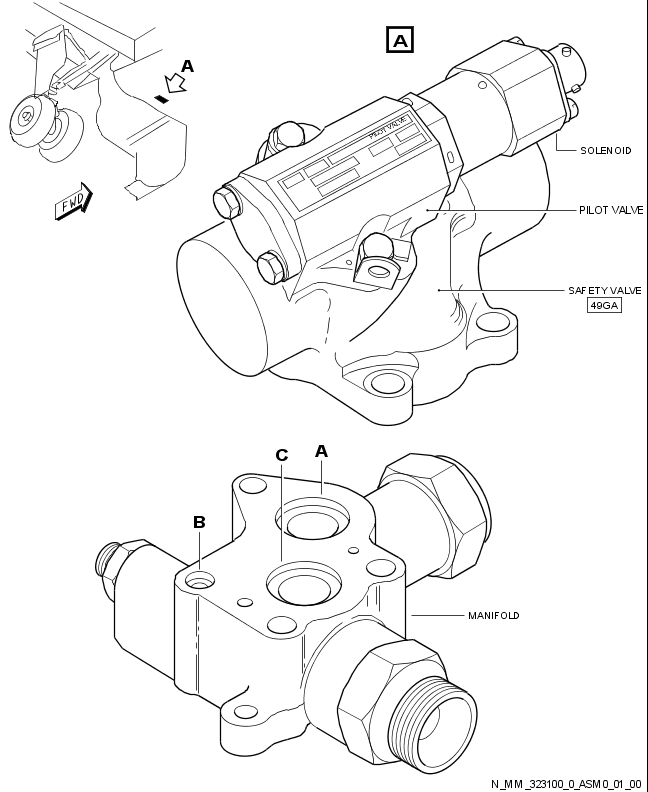 A
A
FWD
PILOT VALVE
SOLENOID
PILOT VALVE
SAFETY VALVE
49GA
C
A
B
MANIFOLD
N_MM_323100_0_ASM0_01_00